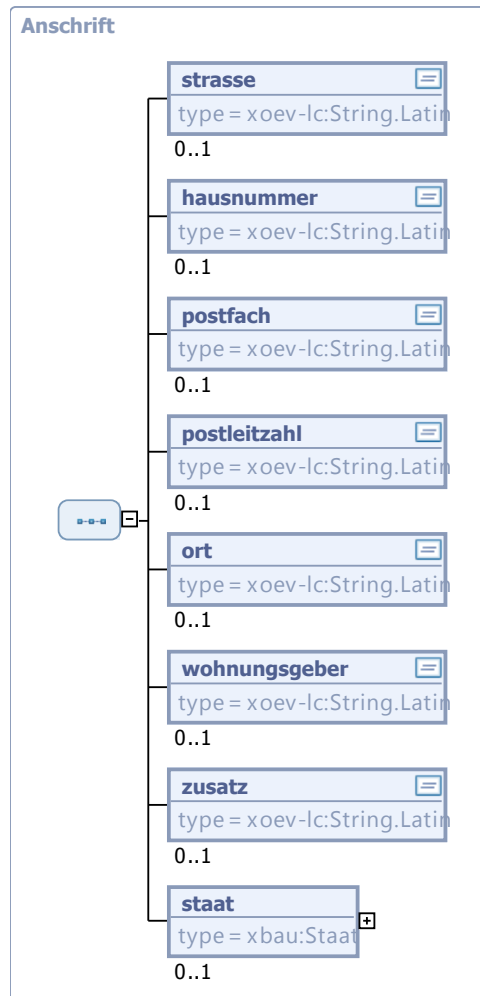 Anschrift
strasse
type = xoev-lc:String.Latin
0..1
hausnummer
type = xoev-lc:String.Latin
0..1
postfach
type = xoev-lc:String.Latin
0..1
postleitzahl
type = xoev-lc:String.Latin
0..1
ort
type = xoev-lc:String.Latin
0..1
wohnungsgeber
type = xoev-lc:String.Latin
0..1
zusatz
type = xoev-lc:String.Latin
0..1
staat
type = xbau:Staat
0..1